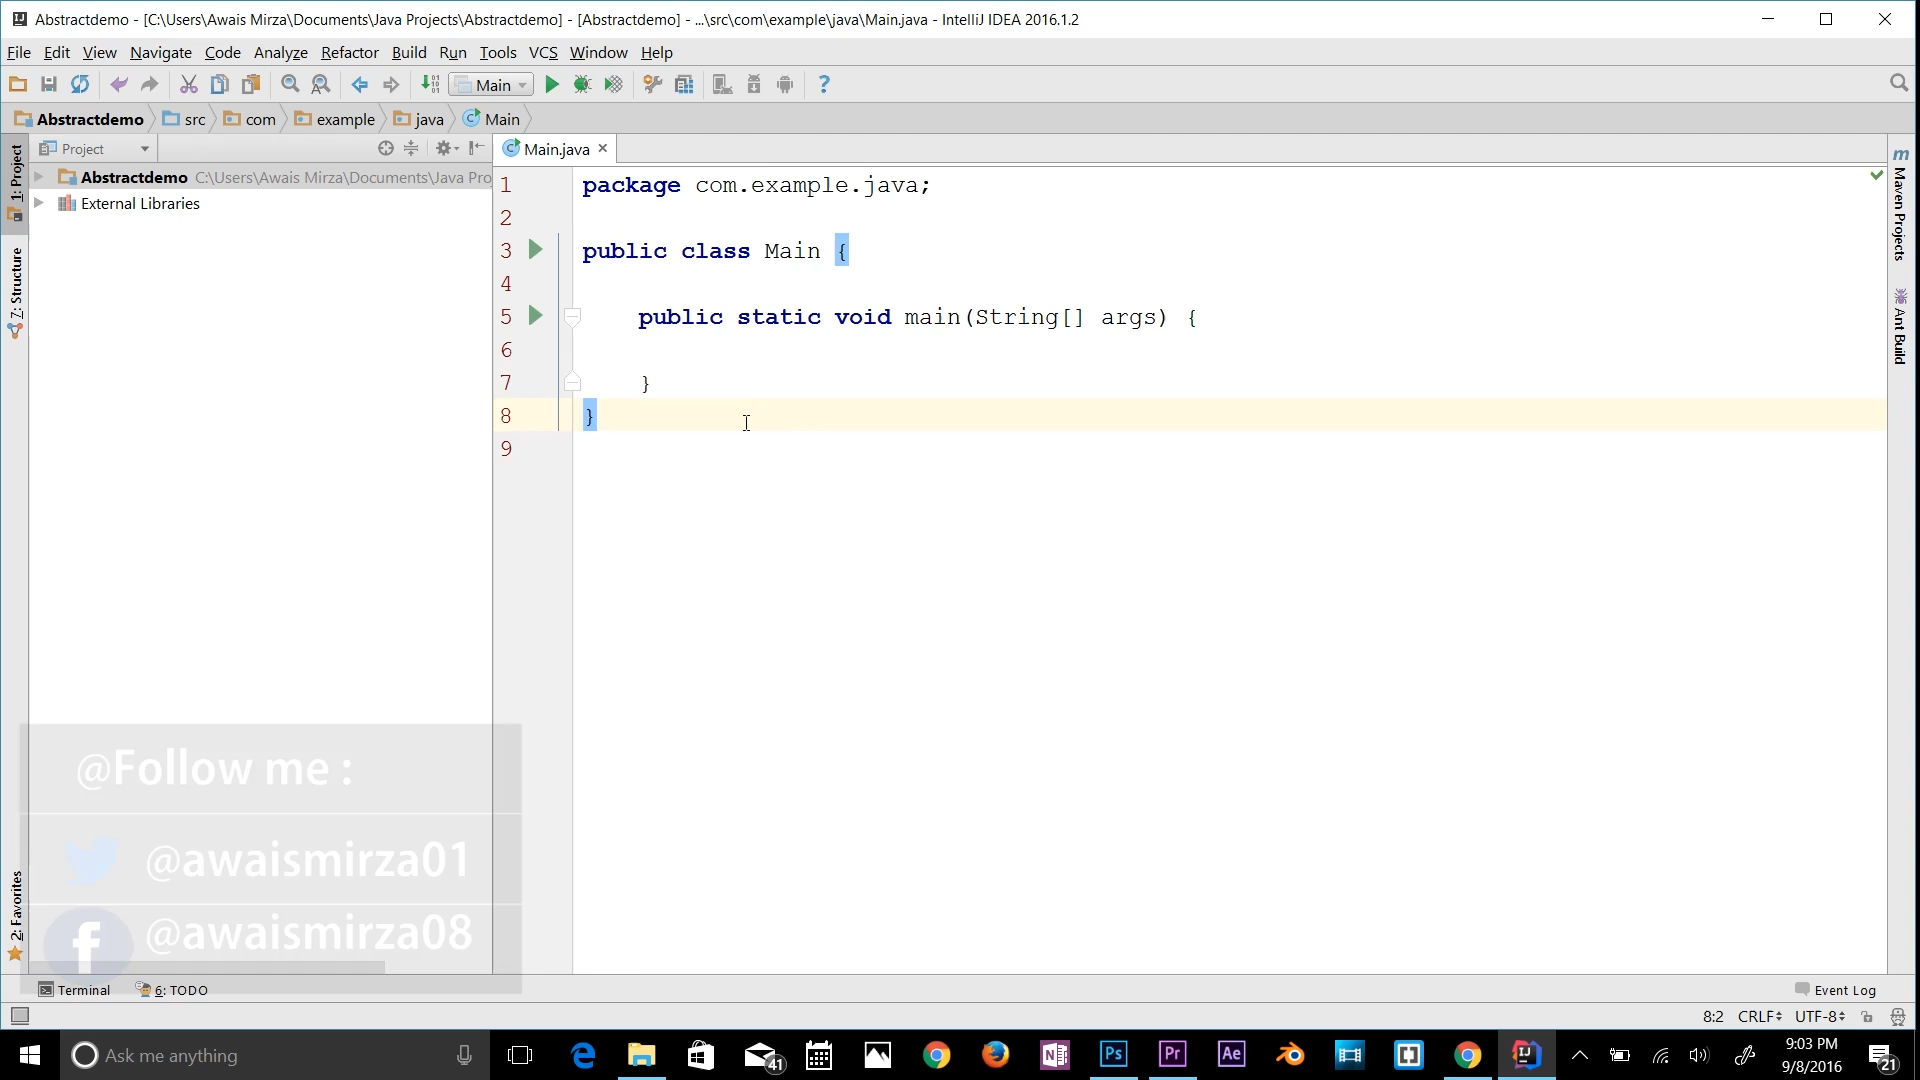 Abstractdemo - [C:\Users\Awais Mirza\Documents\Java Projects\Abstractdemo] - [Abstractdemo] - ...\src\com\example\java\Main.java - IntelliJ IDEA 2016.1.2
File Edit View Navigate Code Analyze Refactor Build Run Tools VCS Window Help
Main
Abstractdemo src com example java Main
Project
Main.java
1: Project
7: Structure
2: Favorites
Abstractdemo C:\Users\Awais Mirza\Documents\Java Pro
External Libraries
1 package com.example.java;
2
3 public class Main {
4
5 public static void main(String[] args) {
6
7 }
8 }
9
m Maven Projects
Ant Build
@Follow me :
@awaismirza01
f @awaismirza08
Terminal 6: TODO
Event Log
8:2 CRLF UTF-8
Ask me anything
41
N
Ps
Pr
Ae
IJ
9:03 PM
9/8/2016
21